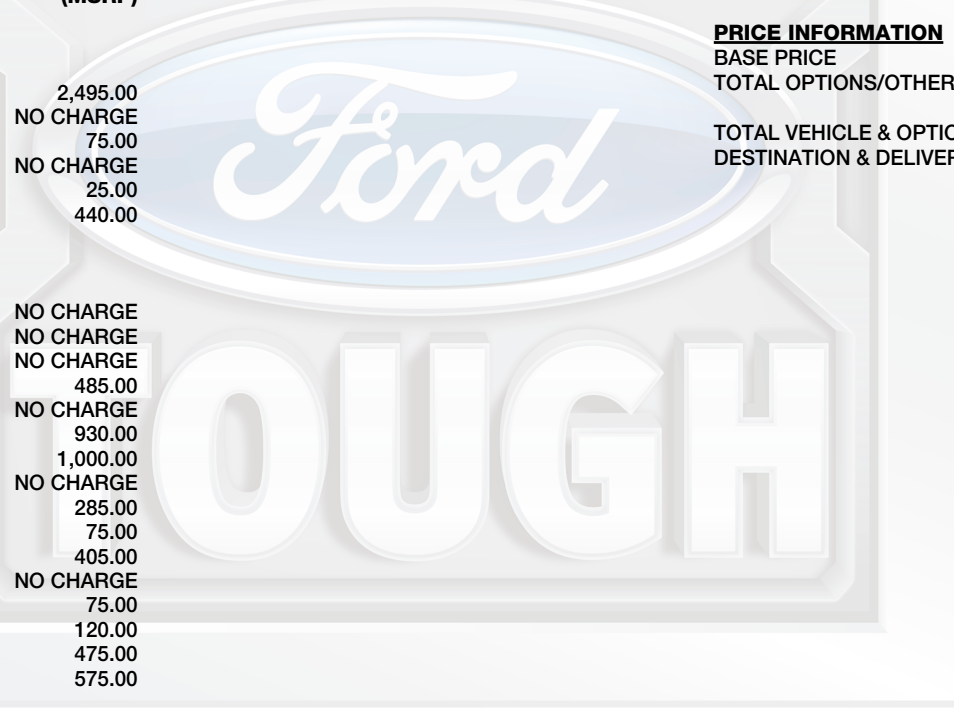 (MSRP)
2,495.00
NO CHARGE
75.00
NO CHARGE
25.00
440.00
NO CHARGE
NO CHARGE
NO CHARGE
485.00
NO CHARGE
930.00
1,000.00
NO CHARGE
285.00
75.00
405.00
NO CHARGE
75.00
120.00
475.00
575.00
PRICE INFORMATION
BASE PRICE
TOTAL OPTIONS/OTHER
TOTAL VEHICLE & OPTIO
DESTINATION & DELIVER
Ford
TOUGH